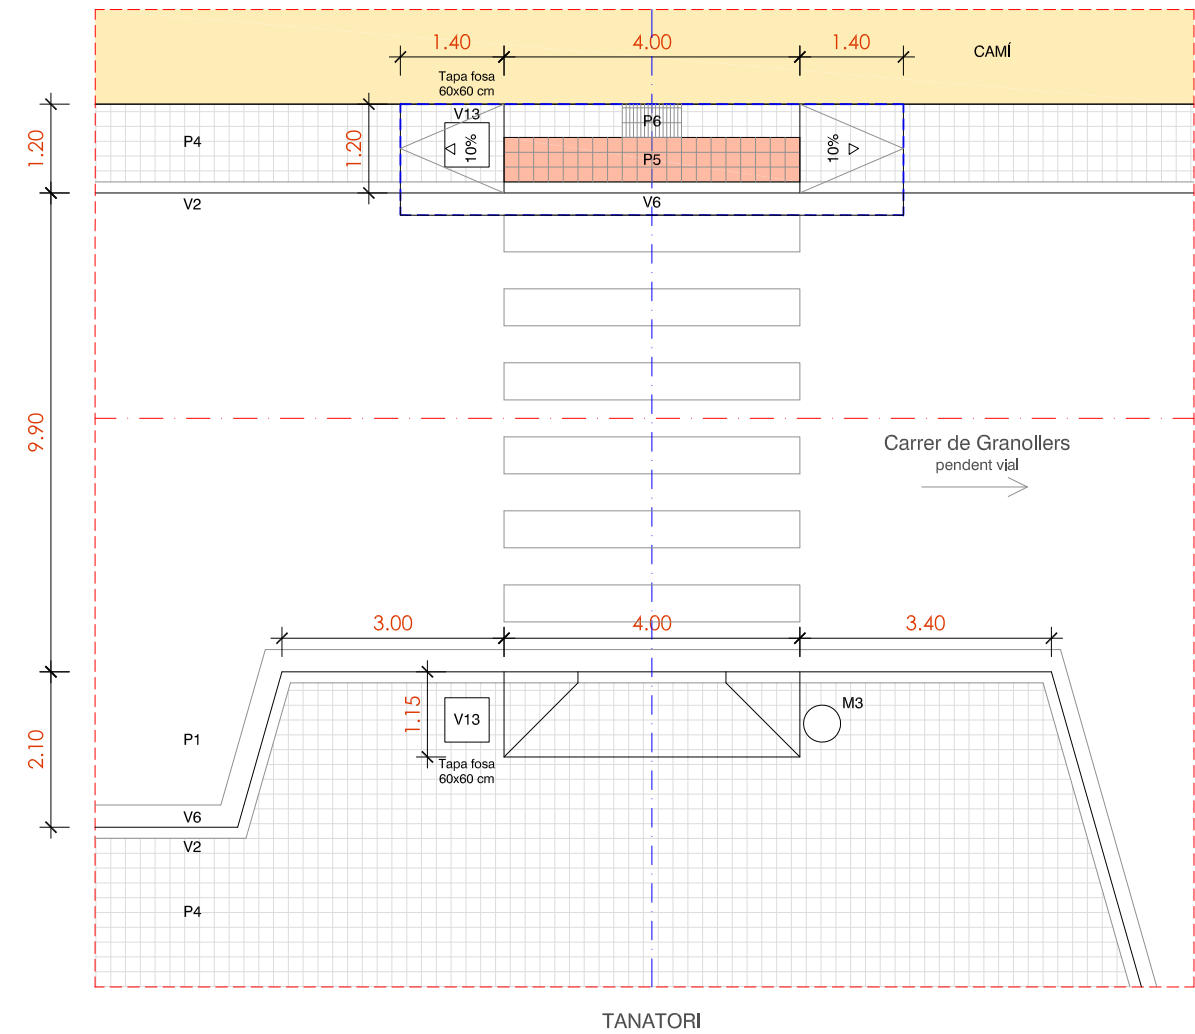 1.40
4.00
1.40
CAMÍ
Tapa fosa
60x60 cm
V13
P6
P4
1.20
1.20
10%
P5
10%
V2
V6
9.90
Carrer de Granollers
pendent vial
3.00
4.00
3.40
1.15
V13
M3
P1
2.10
Tapa fosa
60x60 cm
V6
V2
P4
TANATORI